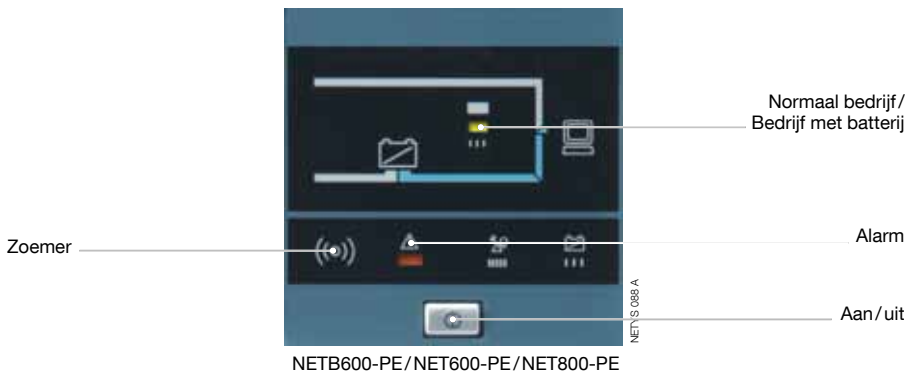 Normaal bedrijf/
Bedrijf met batterij
Zoemer
Alarm
Aan/uit
NETYS 088 A
NETB600-PE/NET600-PE/NET800-PE